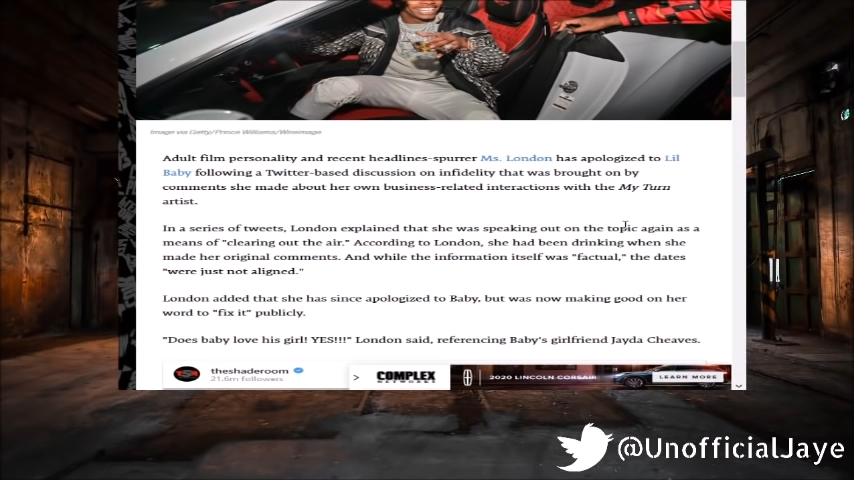 Image via Getty/Prince Williams/Wireimage
Adult film personality and recent headlines-spurrer Ms. London has apologized to Lil
Baby following a Twitter-based discussion on infidelity that was brought on by
comments she made about her own business-related interactions with the My Turn
artist.
In a series of tweets, London explained that she was speaking out on the topic again as a
means of "clearing out the air." According to London, she had been drinking when she
made her original comments. And while the information itself was "factual," the dates
"were just not aligned."
London added that she has since apologized to Baby, but was now making good on her
word to "fix it" publicly.
"Does baby love his girl! YES!!!" London said, referencing Baby's girlfriend Jayda Cheaves.
theshaderoom
21.6m followers
COMPLEX
NETWORKS
2020 LINCOLN CORSAIR
LEARN MORE
@UnofficialJaye